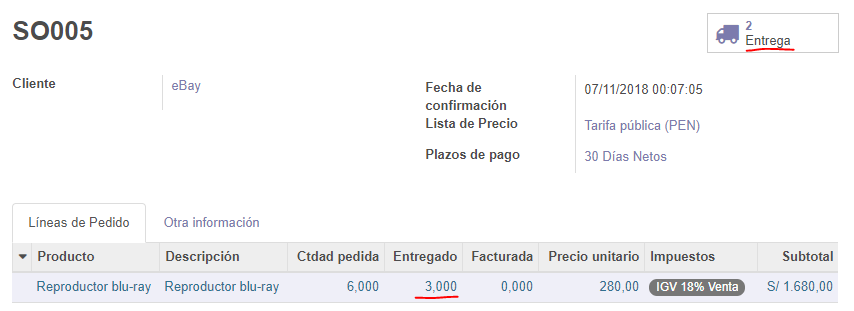 SO005
2
Entrega
Cliente
eBay
Fecha de
confirmación
07/11/2018 00:07:05
Lista de Precio
Tarifa pública (PEN)
Plazos de pago
30 Días Netos
Líneas de Pedido
Otra información
Producto Descripción Ctdad pedida Entregado Facturada Precio unitario Impuestos Subtotal
Reproductor blu-ray Reproductor blu-ray 6,000 3,000 0,000 280,00 IGV 18% Venta S/ 1.680,00